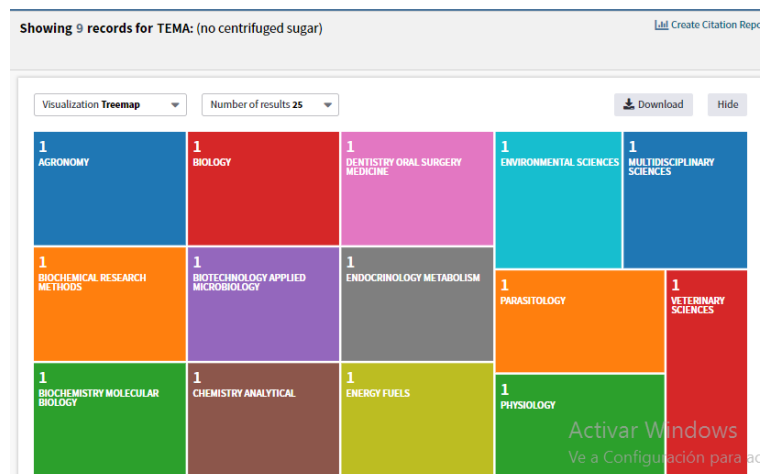 Showing 9 records for TEMA: (no centrifuged sugar)
Create Citation Repo
Visualization Treemap
Number of results 25
Download
Hide
1
AGRONOMY
1
BIOLOGY
1
DENTISTRY ORAL SURGERY
MEDICINE
1
ENVIRONMENTAL SCIENCES
1
MULTIDISCIPLINARY
SCIENCES
1
BIOCHEMICAL RESEARCH
METHODS
1
BIOTECHNOLOGY APPLIED
MICROBIOLOGY
1
ENDOCRINOLOGY METABOLISM
1
PARASITOLOGY
1
VETERINARY
SCIENCES
1
BIOCHEMISTRY MOLECULAR
BIOLOGY
1
CHEMISTRY ANALYTICAL
1
ENERGY FUELS
1
PHYSIOLOGY
Activar Windows
Ve a Configuración para ac